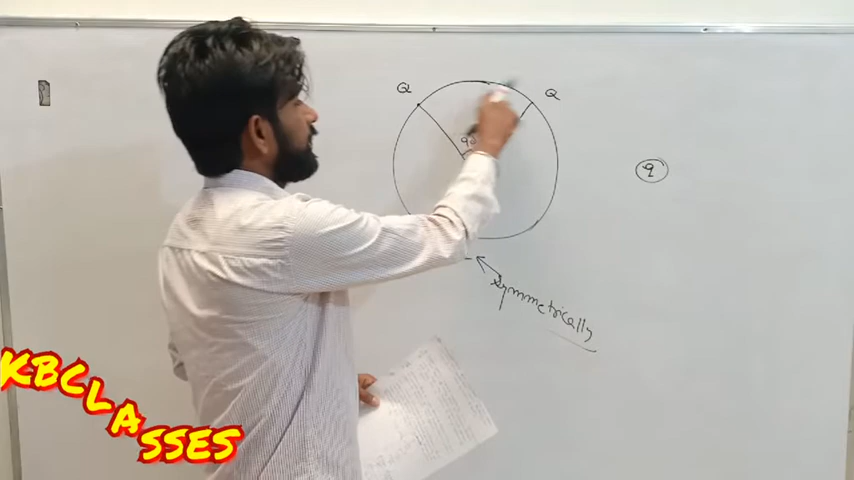 Q
Q
90
q
Symmetrically
KBCLASSES